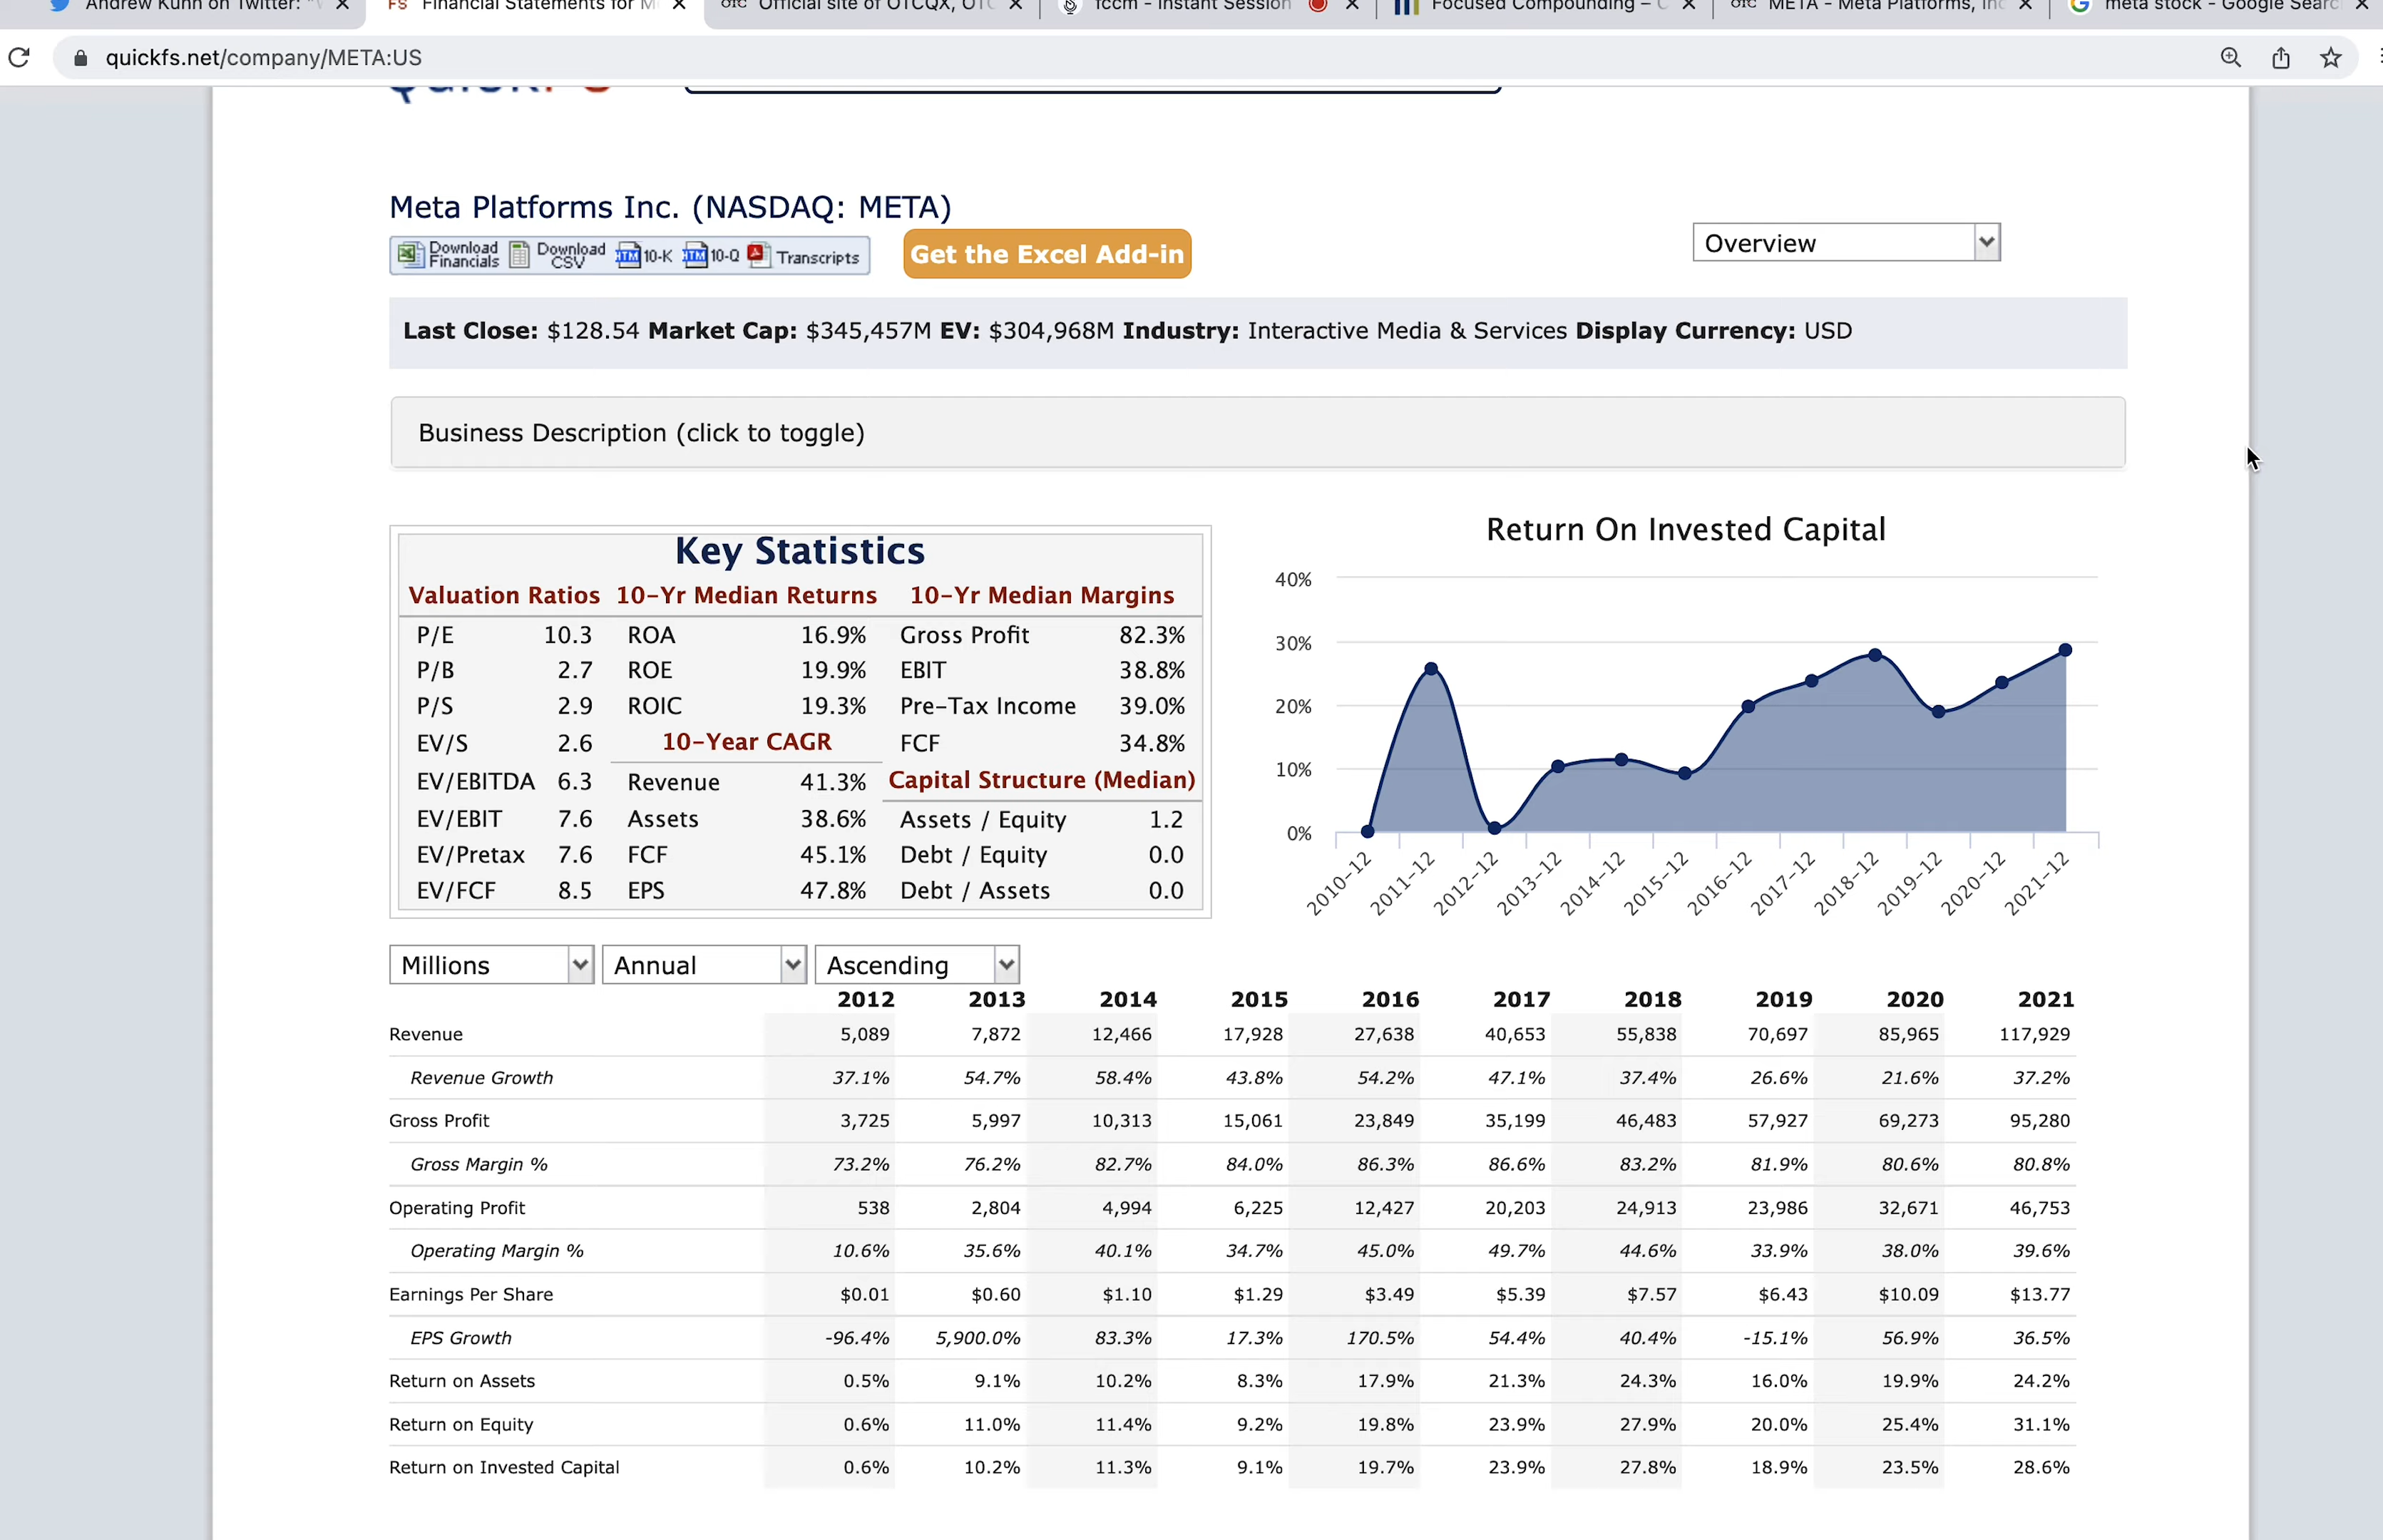 Andrew Kuhn on Twitter: "
FS Financial Statements for M
OTC Official site of OTCQX, OTC
fccm - Instant Session
Focused Compounding – C
OTC META - Meta Platforms, Inc
G meta stock - Google Searc
quickfs.net/company/META:US
Meta Platforms Inc. (NASDAQ: META)
Download Financials Download CSV HTM 10-K HTM 10-Q Transcripts
Get the Excel Add-in
Overview
Last Close: $128.54 Market Cap: $345,457M EV: $304,968M Industry: Interactive Media & Services Display Currency: USD
Business Description (click to toggle)
Key Statistics
Valuation Ratios 10-Yr Median Returns 10-Yr Median Margins
P/E 10.3 ROA 16.9% Gross Profit 82.3%
P/B 2.7 ROE 19.9% EBIT 38.8%
P/S 2.9 ROIC 19.3% Pre-Tax Income 39.0%
EV/S 2.6 10-Year CAGR FCF 34.8%
EV/EBITDA 6.3 Revenue 41.3% Capital Structure (Median)
EV/EBIT 7.6 Assets 38.6% Assets / Equity 1.2
EV/Pretax 7.6 FCF 45.1% Debt / Equity 0.0
EV/FCF 8.5 EPS 47.8% Debt / Assets 0.0
Return On Invested Capital
40%
30%
20%
10%
0%
2010-12 2011-12 2012-12 2013-12 2014-12 2015-12 2016-12 2017-12 2018-12 2019-12 2020-12 2021-12
Millions Annual Ascending
2012 2013 2014 2015 2016 2017 2018 2019 2020 2021
Revenue 5,089 7,872 12,466 17,928 27,638 40,653 55,838 70,697 85,965 117,929
Revenue Growth 37.1% 54.7% 58.4% 43.8% 54.2% 47.1% 37.4% 26.6% 21.6% 37.2%
Gross Profit 3,725 5,997 10,313 15,061 23,849 35,199 46,483 57,927 69,273 95,280
Gross Margin % 73.2% 76.2% 82.7% 84.0% 86.3% 86.6% 83.2% 81.9% 80.6% 80.8%
Operating Profit 538 2,804 4,994 6,225 12,427 20,203 24,913 23,986 32,671 46,753
Operating Margin % 10.6% 35.6% 40.1% 34.7% 45.0% 49.7% 44.6% 33.9% 38.0% 39.6%
Earnings Per Share $0.01 $0.60 $1.10 $1.29 $3.49 $5.39 $7.57 $6.43 $10.09 $13.77
EPS Growth -96.4% 5,900.0% 83.3% 17.3% 170.5% 54.4% 40.4% -15.1% 56.9% 36.5%
Return on Assets 0.5% 9.1% 10.2% 8.3% 17.9% 21.3% 24.3% 16.0% 19.9% 24.2%
Return on Equity 0.6% 11.0% 11.4% 9.2% 19.8% 23.9% 27.9% 20.0% 25.4% 31.1%
Return on Invested Capital 0.6% 10.2% 11.3% 9.1% 19.7% 23.9% 27.8% 18.9% 23.5% 28.6%